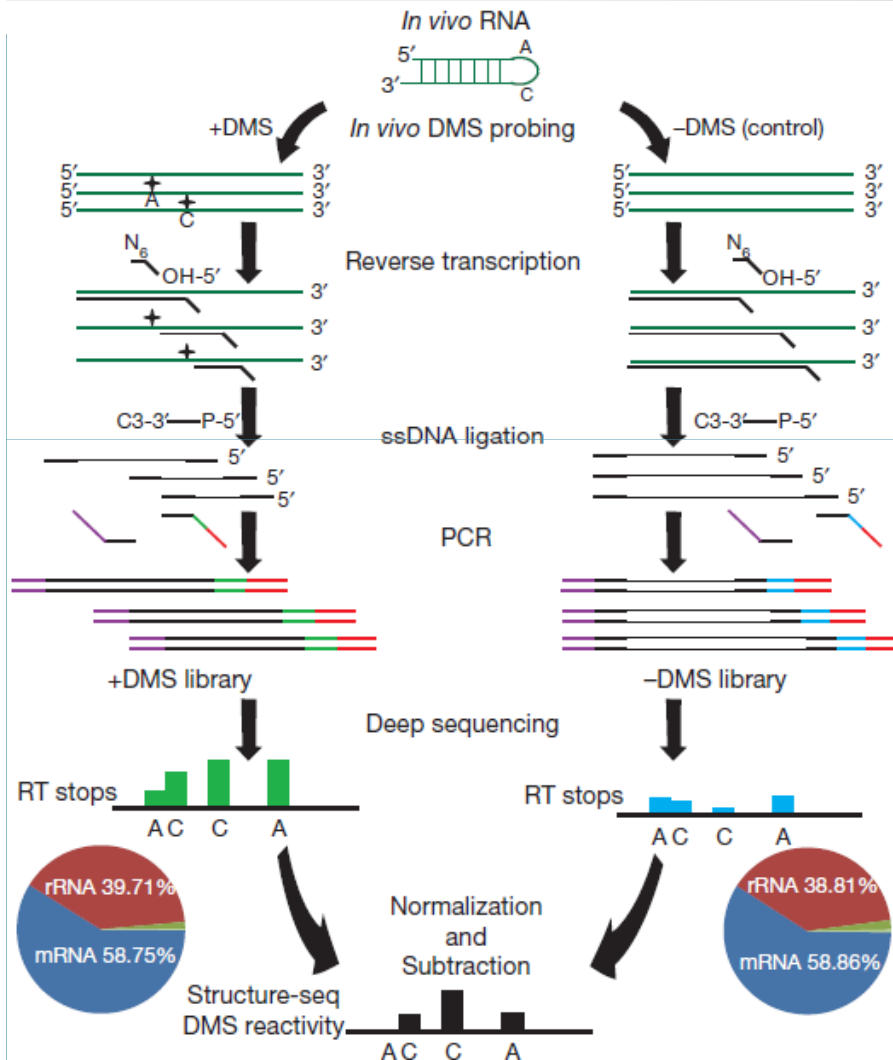 In vivo RNA
5′ A
3′ C
+DMS In vivo DMS probing –DMS (control)
5′ 3′ 5′ 3′
5′ 3′ 5′ 3′
A
5′ 3′ 5′ 3′
C
N6 N6
Reverse transcription
OH-5′ OH-5′
3′ 3′
3′ 3′
3′ 3′
C3-3′ P-5′ C3-3′ P-5′
ssDNA ligation
5′ 5′
5′ 5′
5′ 5′
PCR
+DMS library –DMS library
Deep sequencing
RT stops RT stops
A C C A A C C A
rRNA 39.71% rRNA 38.81%
mRNA 58.75% mRNA 58.86%
Normalization
and
Subtraction
Structure-seq
DMS reactivity
A C C A